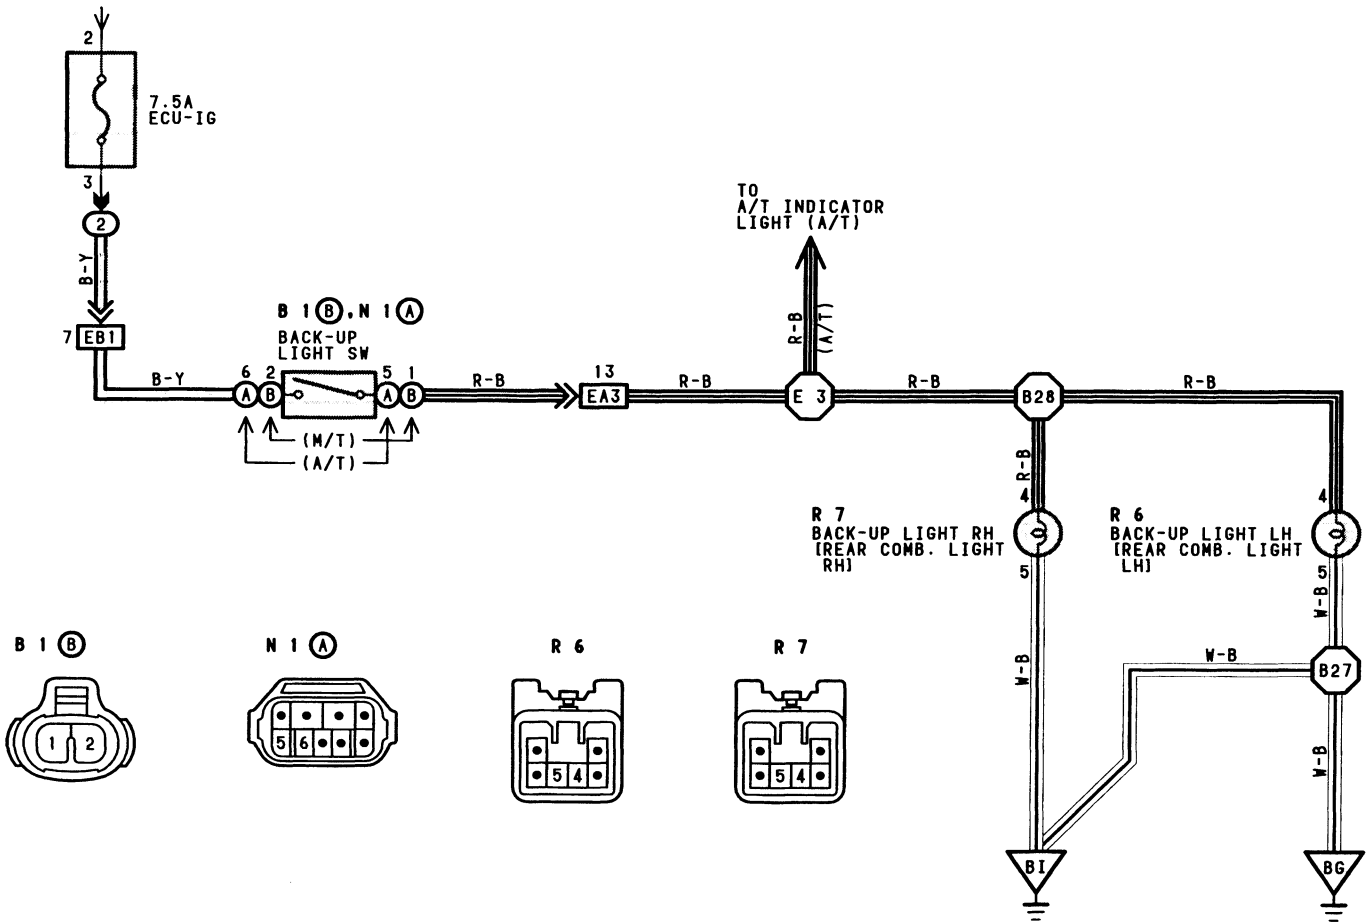 2
7.5A
ECU-IG
3
2
B-Y
7 EB1
B-Y
B 1 (B), N 1 (A)
BACK-UP
LIGHT SW
6 2 5 1
A B A B
(M/T)
(A/T)
R-B
13
EA3
R-B
TO
A/T INDICATOR
LIGHT (A/T)
R-B
(A/T)
E 3
R-B
B28
R-B
R-B
4
R 7
BACK-UP LIGHT RH
[REAR COMB. LIGHT
RH]
5
4
R 6
BACK-UP LIGHT LH
[REAR COMB. LIGHT
LH]
5
W-B
W-B
W-B
B27
W-B
BI
BG
B 1 (B)
1 2
N 1 (A)
5 6
R 6
5 4
R 7
5 4